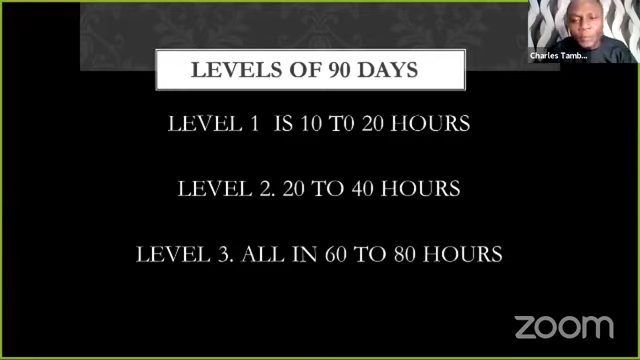 Charles Tamb...
LEVELS OF 90 DAYS
LEVEL 1 IS 10 T0 20 HOURS
LEVEL 2. 20 TO 40 HOURS
LEVEL 3. ALL IN 60 TO 80 HOURS
zoom